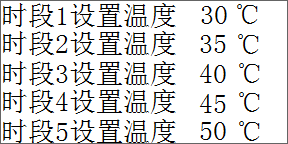 时段1设置温度 30 ℃
时段2设置温度 35 ℃
时段3设置温度 40 ℃
时段4设置温度 45 ℃
时段5设置温度 50 ℃